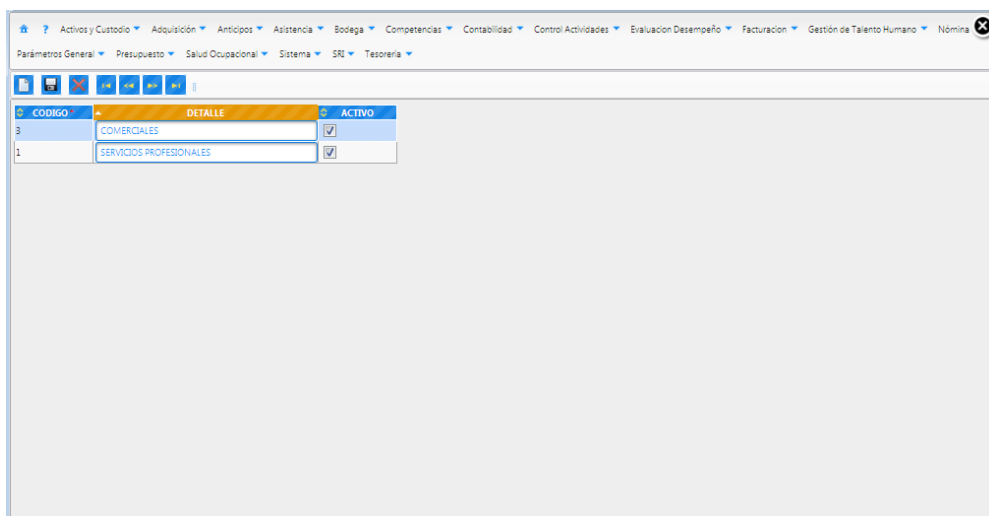 ? Activos y Custodio Adquisición Anticipos Asistencia Bodega Competencias Contabilidad Control Actividades Evaluacion Desempeño Facturacion Gestión de Talento Humano Nómina
Parámetros General Presupuesto Salud Ocupacional Sistema SRI Tesoreria
CODIGO* DETALLE ACTIVO
3 COMERCIALES
1 SERVICIOS PROFESIONALES